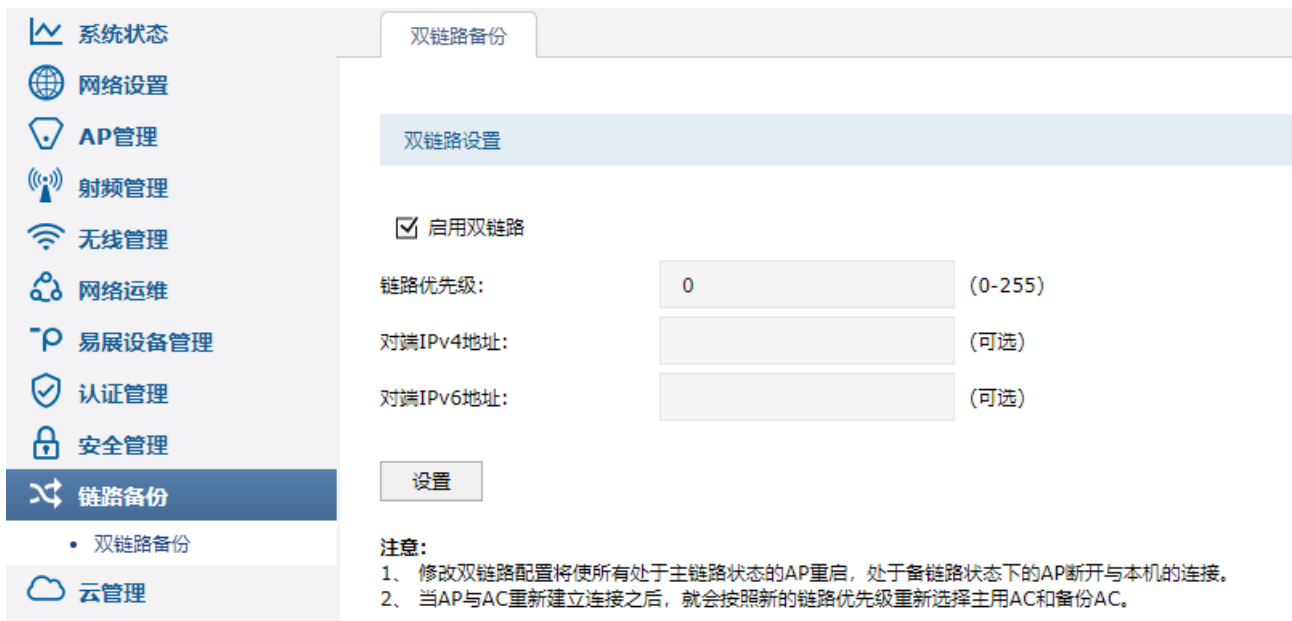 系统状态
网络设置
AP管理
射频管理
无线管理
网络运维
易展设备管理
认证管理
安全管理
链路备份
• 双链路备份
云管理
双链路备份
双链路设置
启用双链路
链路优先级: 0 (0-255)
对端IPv4地址: (可选)
对端IPv6地址: (可选)
设置
注意:
1、 修改双链路配置将使所有处于主链路状态的AP重启，处于备链路状态下的AP断开与本机的连接。
2、 当AP与AC重新建立连接之后，就会按照新的链路优先级重新选择主用AC和备份AC。